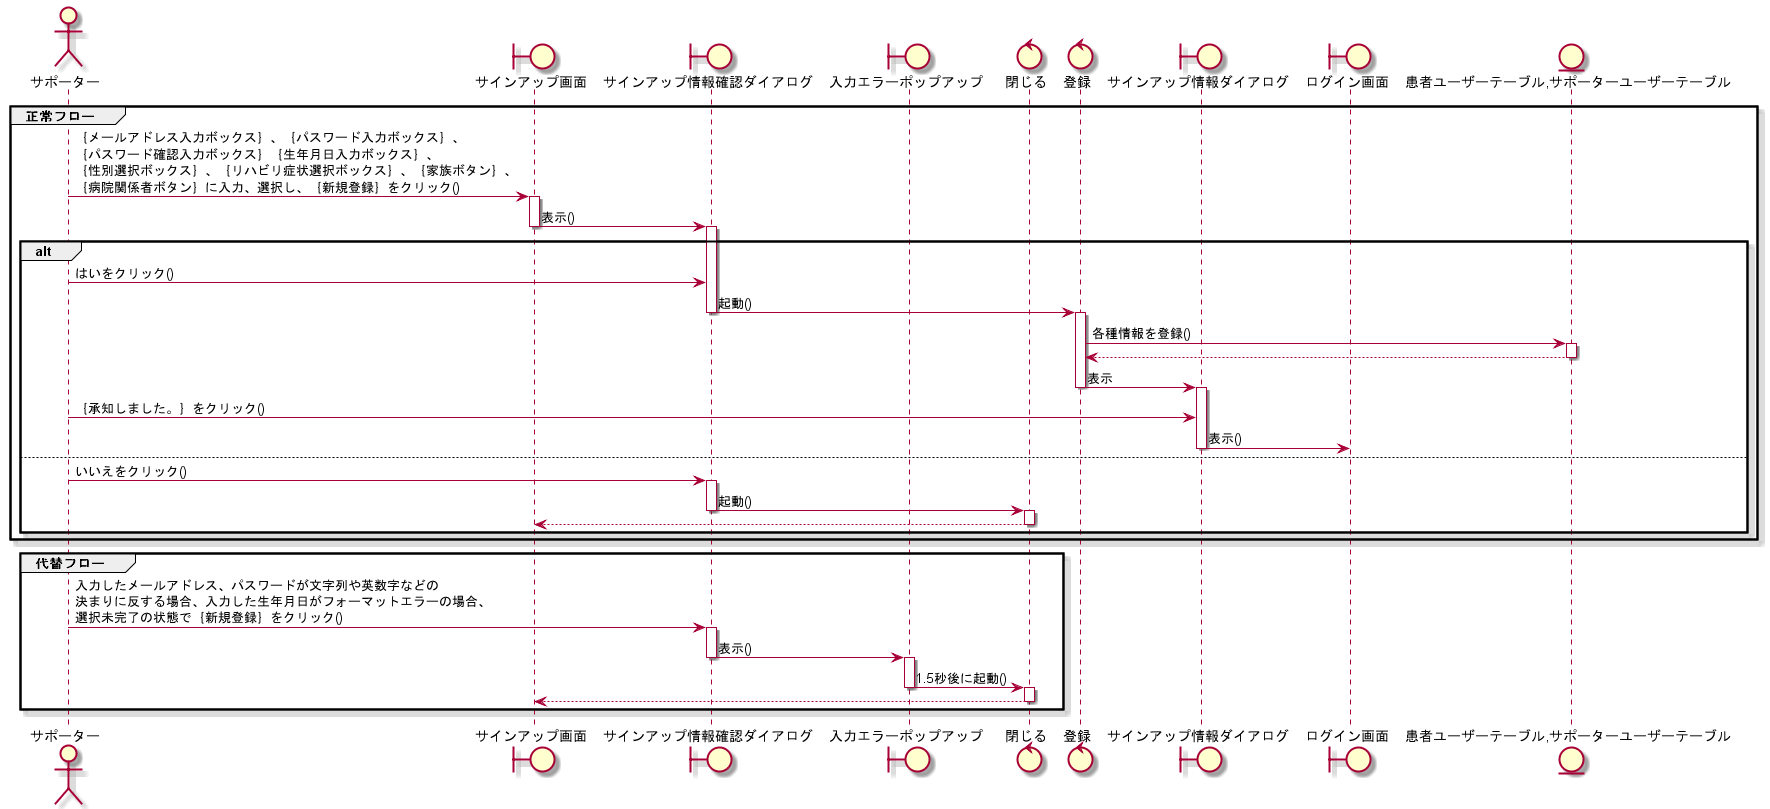 サポーター
サインアップ画面
サインアップ情報確認ダイアログ
入力エラーポップアップ
閉じる
登録
サインアップ情報ダイアログ
ログイン画面
患者ユーザーテーブル,サポーターユーザーテーブル
正常フロー
{メールアドレス入力ボックス} 、{パスワード入力ボックス} 、
{パスワード確認入力ボックス} {生年月日入力ボックス} 、
{性別選択ボックス} 、{リハビリ症状選択ボックス} 、{家族ボタン} 、
{病院関係者ボタン} に入力、選択し、{新規登録} をクリック()
表示()
alt
はいをクリック()
起動()
各種情報を登録()
表示
{承知しました。} をクリック()
表示()
いいえをクリック()
起動()
代替フロー
入力したメールアドレス、パスワードが文字列や英数字などの
決まりに反する場合、入力した生年月日がフォーマットエラーの場合、
選択未完了の状態で {新規登録} をクリック()
表示()
1.5秒後に起動()
サポーター
サインアップ画面
サインアップ情報確認ダイアログ
入力エラーポップアップ
閉じる
登録
サインアップ情報ダイアログ
ログイン画面
患者ユーザーテーブル,サポーターユーザーテーブル